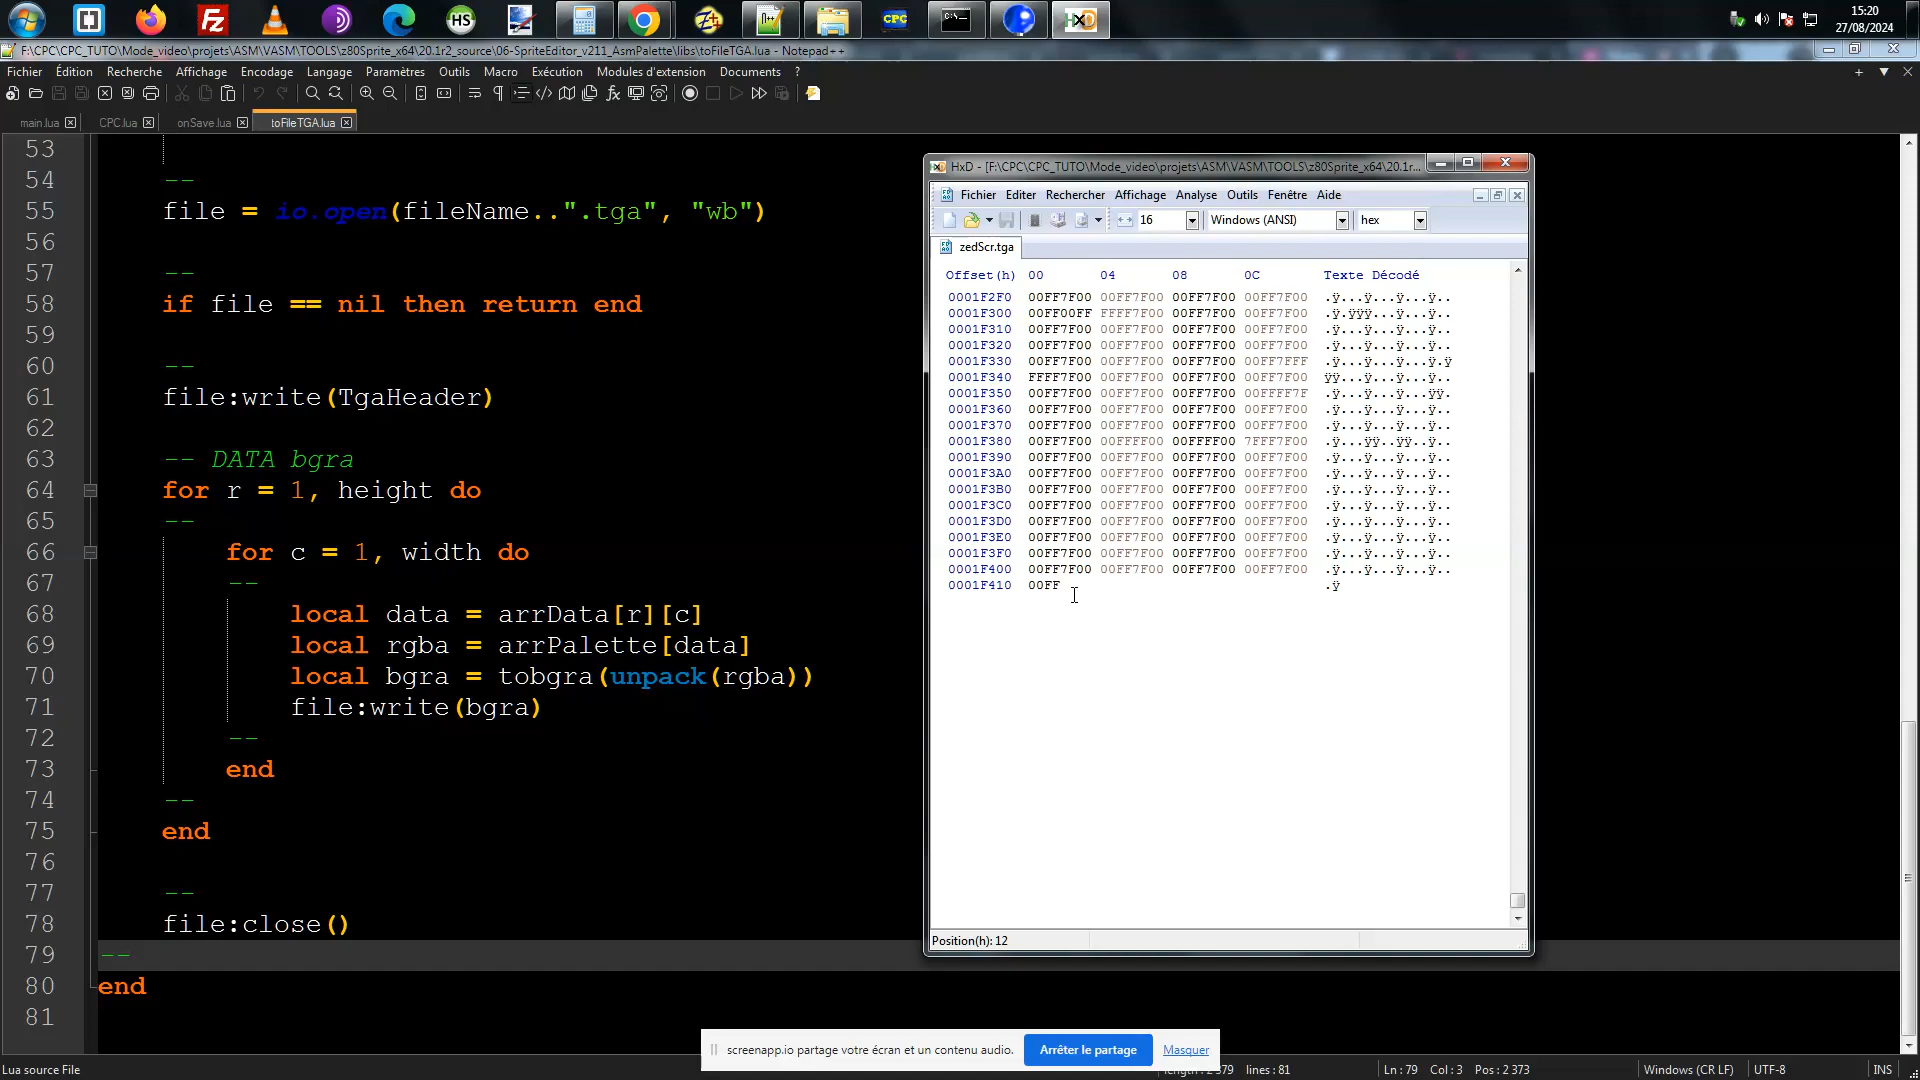 15:20
27/08/2024
F:\CPC\CPC_TUTO\Mode_video\projets\ASM\VASM\TOOLS\z80Sprite_x64\20.1r2_source\06-SpriteEditor_v211_AsmPalette\libs\toFileTGA.lua - Notepad++
Fichier Édition Recherche Affichage Encodage Langage Paramètres Outils Macro Exécution Modules d'extension Documents ?
main.lua CPC.lua onSave.lua toFileTGA.lua
53
54 --
55 file = io.open(fileName..".tga", "wb")
56
57 --
58 if file == nil then return end
59
60 --
61 file:write(TgaHeader)
62
63 -- DATA bgra
64 for r = 1, height do
65 --
66 for c = 1, width do
67 --
68 local data = arrData[r][c]
69 local rgba = arrPalette[data]
70 local bgra = tobgra(unpack(rgba))
71 file:write(bgra)
72 --
73 end
74 --
75 end
76
77 --
78 file:close()
79 --
80 end
81
HxD - [F:\CPC\CPC_TUTO\Mode_video\projets\ASM\VASM\TOOLS\z80Sprite_x64\20.1r...
Fichier Editer Rechercher Affichage Analyse Outils Fenêtre Aide
16 Windows (ANSI) hex
zedScr.tga
Offset(h) 00 04 08 0C Texte Décodé
0001F2F0 00FF7F00 00FF7F00 00FF7F00 00FF7F00 .ÿ...ÿ...ÿ...ÿ..
0001F300 00FF00FF FFFF7F00 00FF7F00 00FF7F00 .ÿ.ÿÿÿ...ÿ...ÿ..
0001F310 00FF7F00 00FF7F00 00FF7F00 00FF7F00 .ÿ...ÿ...ÿ...ÿ..
0001F320 00FF7F00 00FF7F00 00FF7F00 00FF7F00 .ÿ...ÿ...ÿ...ÿ..
0001F330 00FF7F00 00FF7F00 00FF7F00 00FF7FFF .ÿ...ÿ...ÿ...ÿ.ÿ
0001F340 FFFF7F00 00FF7F00 00FF7F00 00FF7F00 ÿÿ...ÿ...ÿ...ÿ..
0001F350 00FF7F00 00FF7F00 00FF7F00 00FFFF7F .ÿ...ÿ...ÿ...ÿÿ.
0001F360 00FF7F00 00FF7F00 00FF7F00 00FF7F00 .ÿ...ÿ...ÿ...ÿ..
0001F370 00FF7F00 00FF7F00 00FF7F00 00FF7F00 .ÿ...ÿ...ÿ...ÿ..
0001F380 00FF7F00 00FFFF00 00FFFF00 7FFF7F00 .ÿ...ÿÿ..ÿÿ..ÿ..
0001F390 00FF7F00 00FF7F00 00FF7F00 00FF7F00 .ÿ...ÿ...ÿ...ÿ..
0001F3A0 00FF7F00 00FF7F00 00FF7F00 00FF7F00 .ÿ...ÿ...ÿ...ÿ..
0001F3B0 00FF7F00 00FF7F00 00FF7F00 00FF7F00 .ÿ...ÿ...ÿ...ÿ..
0001F3C0 00FF7F00 00FF7F00 00FF7F00 00FF7F00 .ÿ...ÿ...ÿ...ÿ..
0001F3D0 00FF7F00 00FF7F00 00FF7F00 00FF7F00 .ÿ...ÿ...ÿ...ÿ..
0001F3E0 00FF7F00 00FF7F00 00FF7F00 00FF7F00 .ÿ...ÿ...ÿ...ÿ..
0001F3F0 00FF7F00 00FF7F00 00FF7F00 00FF7F00 .ÿ...ÿ...ÿ...ÿ..
0001F400 00FF7F00 00FF7F00 00FF7F00 00FF7F00 .ÿ...ÿ...ÿ...ÿ..
0001F410 00FF .ÿ
Position(h): 12
screenapp.io partage votre écran et un contenu audio. Arrêter le partage Masquer
Lua source File lines : 81 Ln : 79 Col : 3 Pos : 2 373 Windows (CR LF) UTF-8 INS